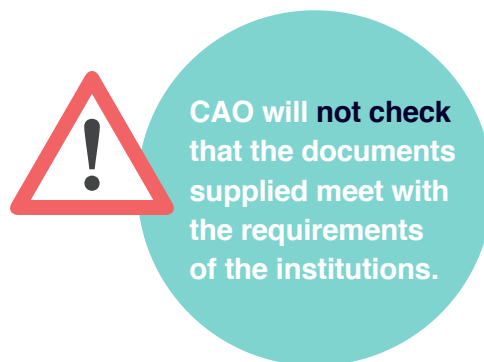 CAO will not check
that the documents
supplied meet with
the requirements
of the institutions.